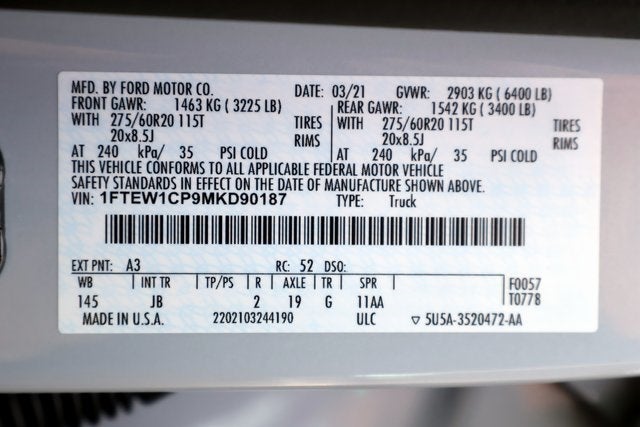 MFD. BY FORD MOTOR CO. DATE: 03/21 GVWR: 2903 KG ( 6400 LB)
FRONT GAWR: 1463 KG ( 3225 LB) REAR GAWR: 1542 KG ( 3400 LB)
WITH 275/60R20 115T TIRES WITH 275/60R20 115T TIRES
20x8.5J RIMS 20x8.5J RIMS
AT 240 kPa/ 35 PSI COLD AT 240 kPa/ 35 PSI COLD
THIS VEHICLE CONFORMS TO ALL APPLICABLE FEDERAL MOTOR VEHICLE
SAFETY STANDARDS IN EFFECT ON THE DATE OF MANUFACTURE SHOWN ABOVE.
VIN: 1FTEW1CP9MKD90187 TYPE: Truck
EXT PNT: A3 RC: 52 DSO:
WB INT TR TP/PS R AXLE TR SPR F0057
145 JB 2 19 G 11AA T0778
MADE IN U.S.A. 2202103244190 ULC ▽ 5U5A-3520472-AA